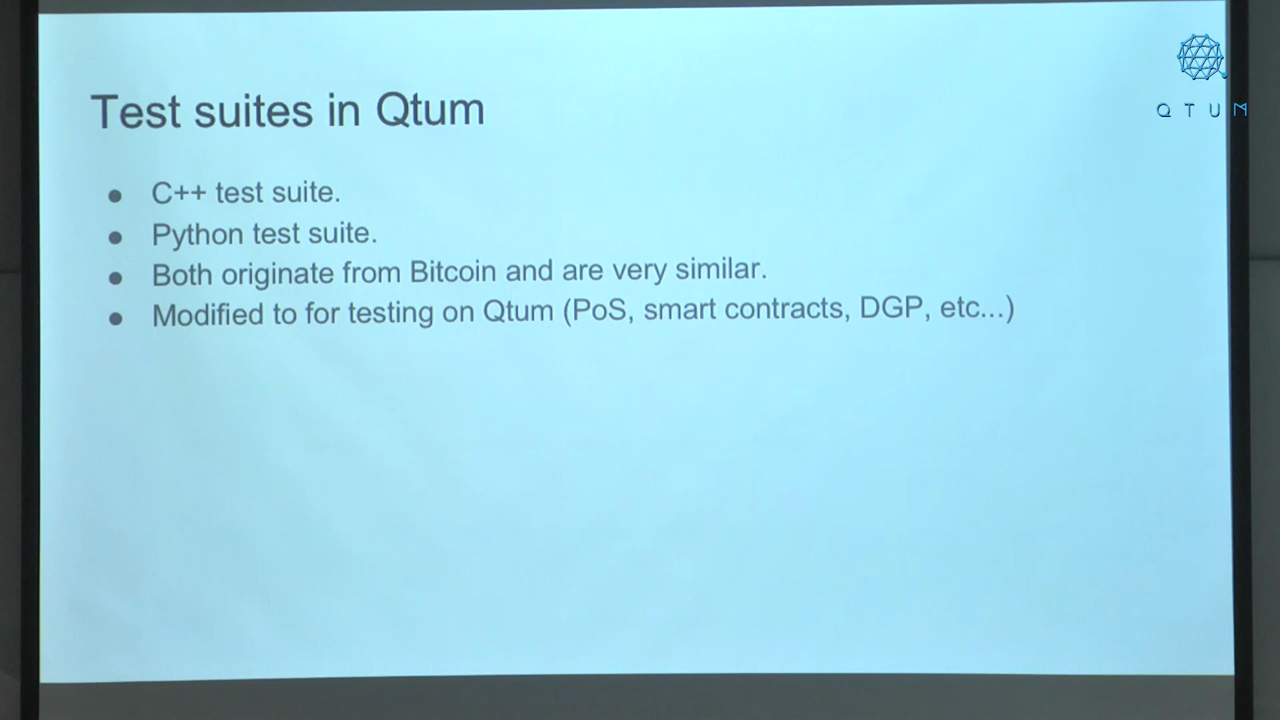 Test suites in Qtum
QTUM
● C++ test suite.
● Python test suite.
● Both originate from Bitcoin and are very similar.
● Modified to for testing on Qtum (PoS, smart contracts, DGP, etc...)